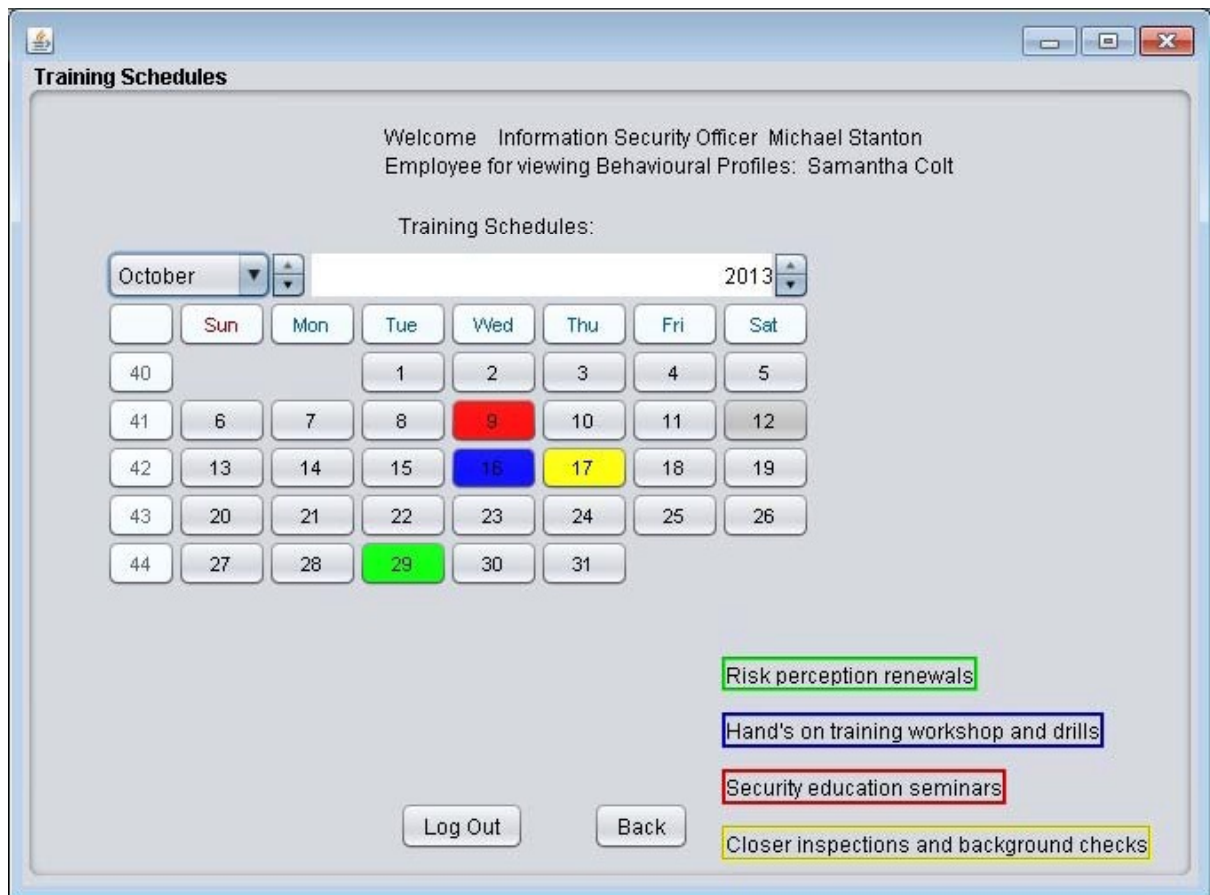 Training Schedules
Welcome Information Security Officer Michael Stanton
Employee for viewing Behavioural Profiles: Samantha Colt
Training Schedules:
October 2013
Sun Mon Tue Wed Thu Fri Sat
40 1 2 3 4 5
41 6 7 8 9 10 11 12
42 13 14 15 16 17 18 19
43 20 21 22 23 24 25 26
44 27 28 29 30 31
Risk perception renewals
Hand's on training workshop and drills
Security education seminars
Log Out Back
Closer inspections and background checks